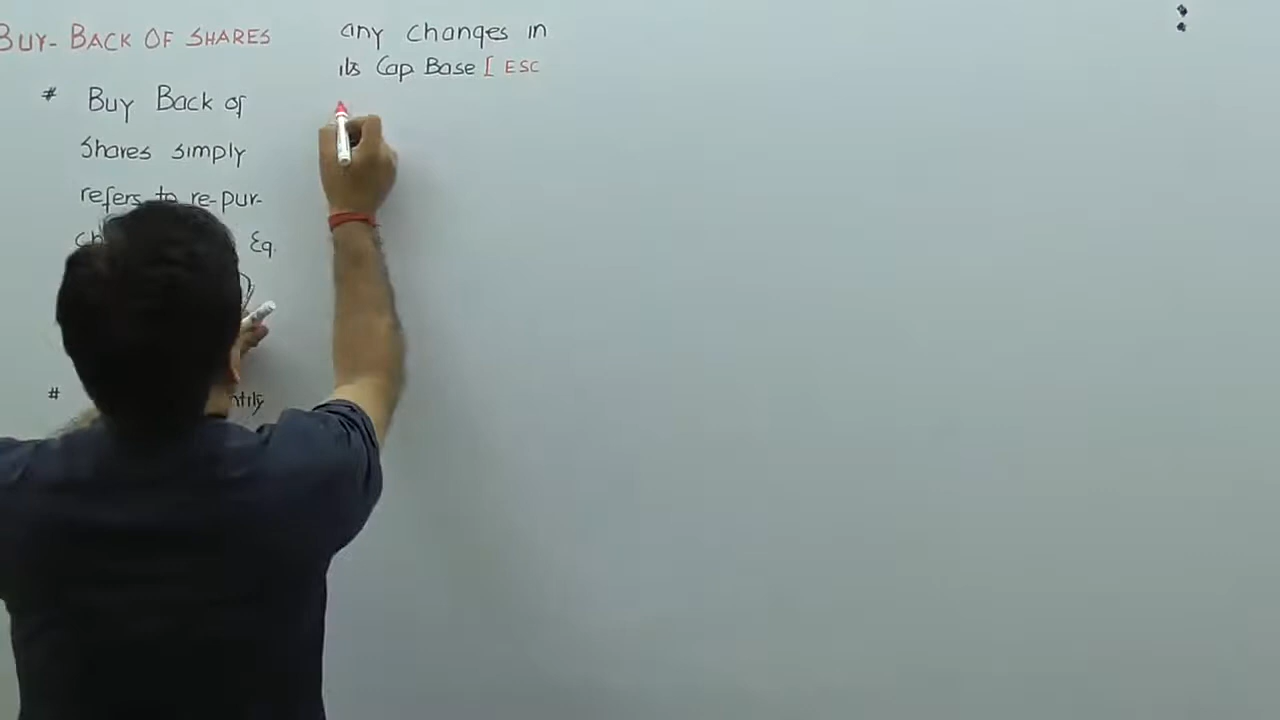 BUY- BACK OF SHARES
# Buy Back of
Shares simply
refers to re-pur-
Eq.
#
any changes in
its Cap Base [ ESC